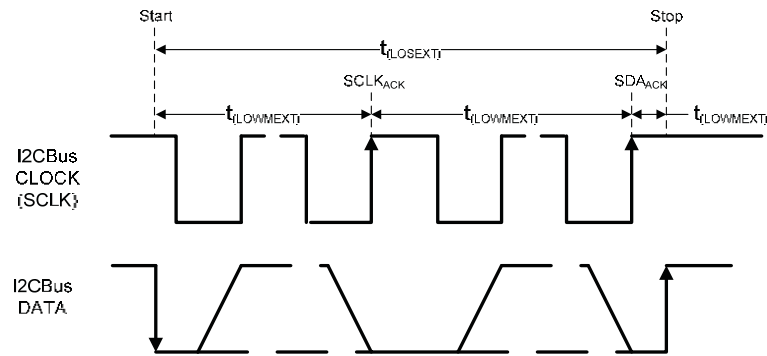 Start Stop
t(LOSEXT)
SCLKACK SDAACK
t(LOWMEXT) t(LOWMEXT) t(LOWMEXT)
I2CBus
CLOCK
(SCLK)
I2CBus
DATA